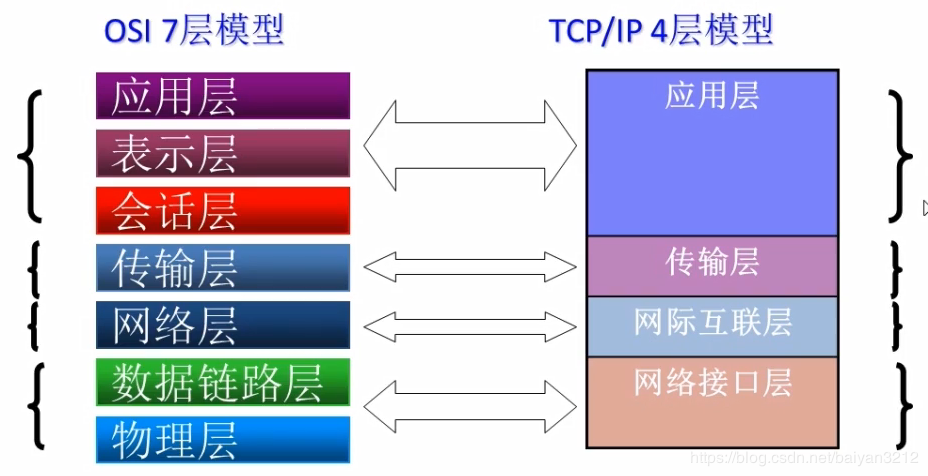 OSI 7层模型
TCP/IP 4层模型
应用层
表示层
会话层
传输层
网络层
数据链路层
物理层
应用层
传输层
网际互联层
网络接口层
https://blog.csdn.net/baiyan3212